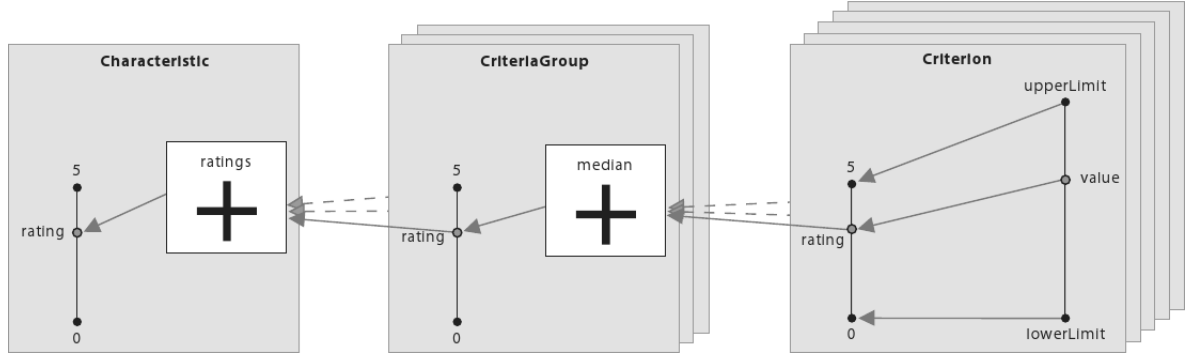 Characteristic
5
ratings
rating
0
CriteriaGroup
5
median
rating
0
Criterion
upperLimit
5
value
rating
0
lowerLimit